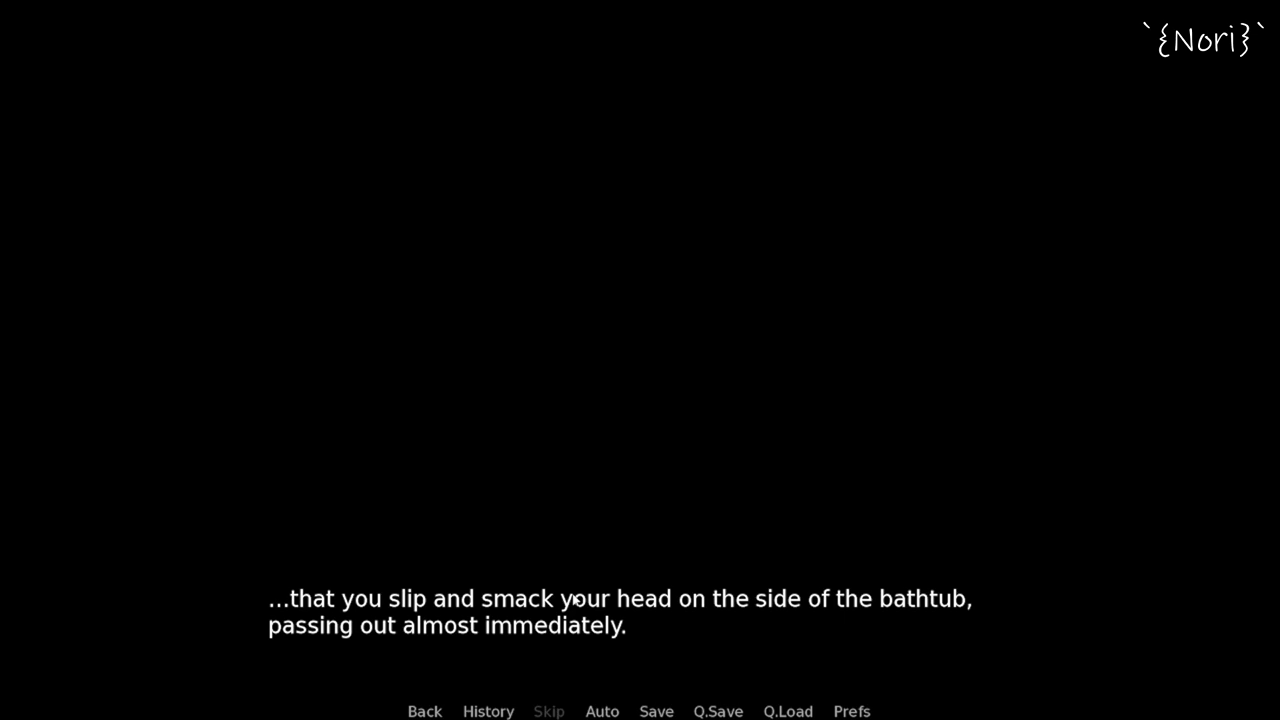 `{Nori}`
...that you slip and smack your head on the side of the bathtub,
passing out almost immediately.
Back History Skip Auto Save Q.Save Q.Load Prefs